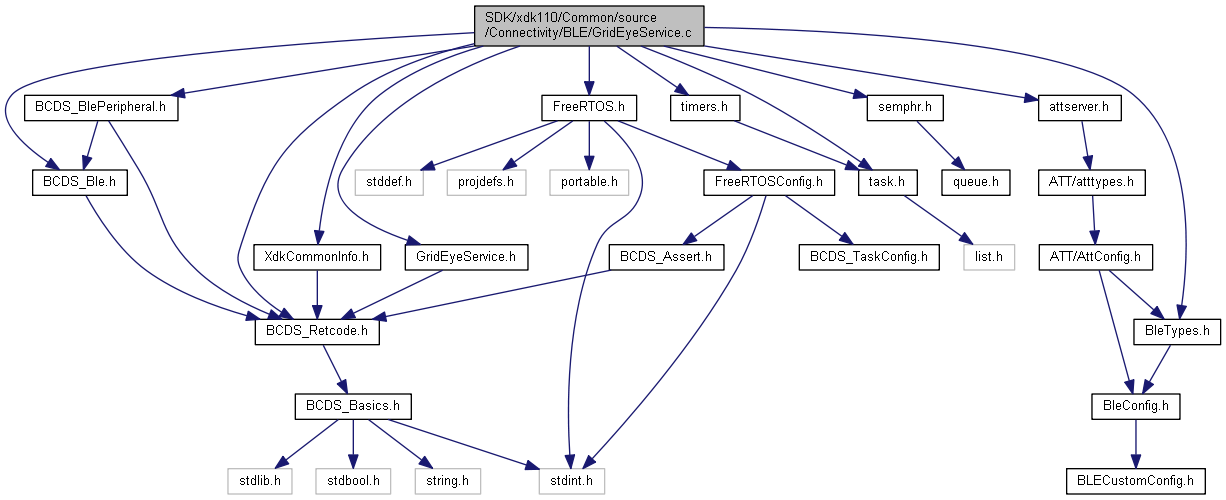 SDK/xdk110/Common/source
/Connectivity/BLE/GridEyeService.c
BCDS_BlePeripheral.h
FreeRTOS.h
timers.h
semphr.h
attserver.h
BCDS_Ble.h
stddef.h
projdefs.h
portable.h
FreeRTOSConfig.h
task.h
queue.h
ATT/atttypes.h
XdkCommonInfo.h
GridEyeService.h
BCDS_Assert.h
BCDS_TaskConfig.h
list.h
ATT/AttConfig.h
BCDS_Retcode.h
BleTypes.h
BCDS_Basics.h
BleConfig.h
stdlib.h
stdbool.h
string.h
stdint.h
BLECustomConfig.h